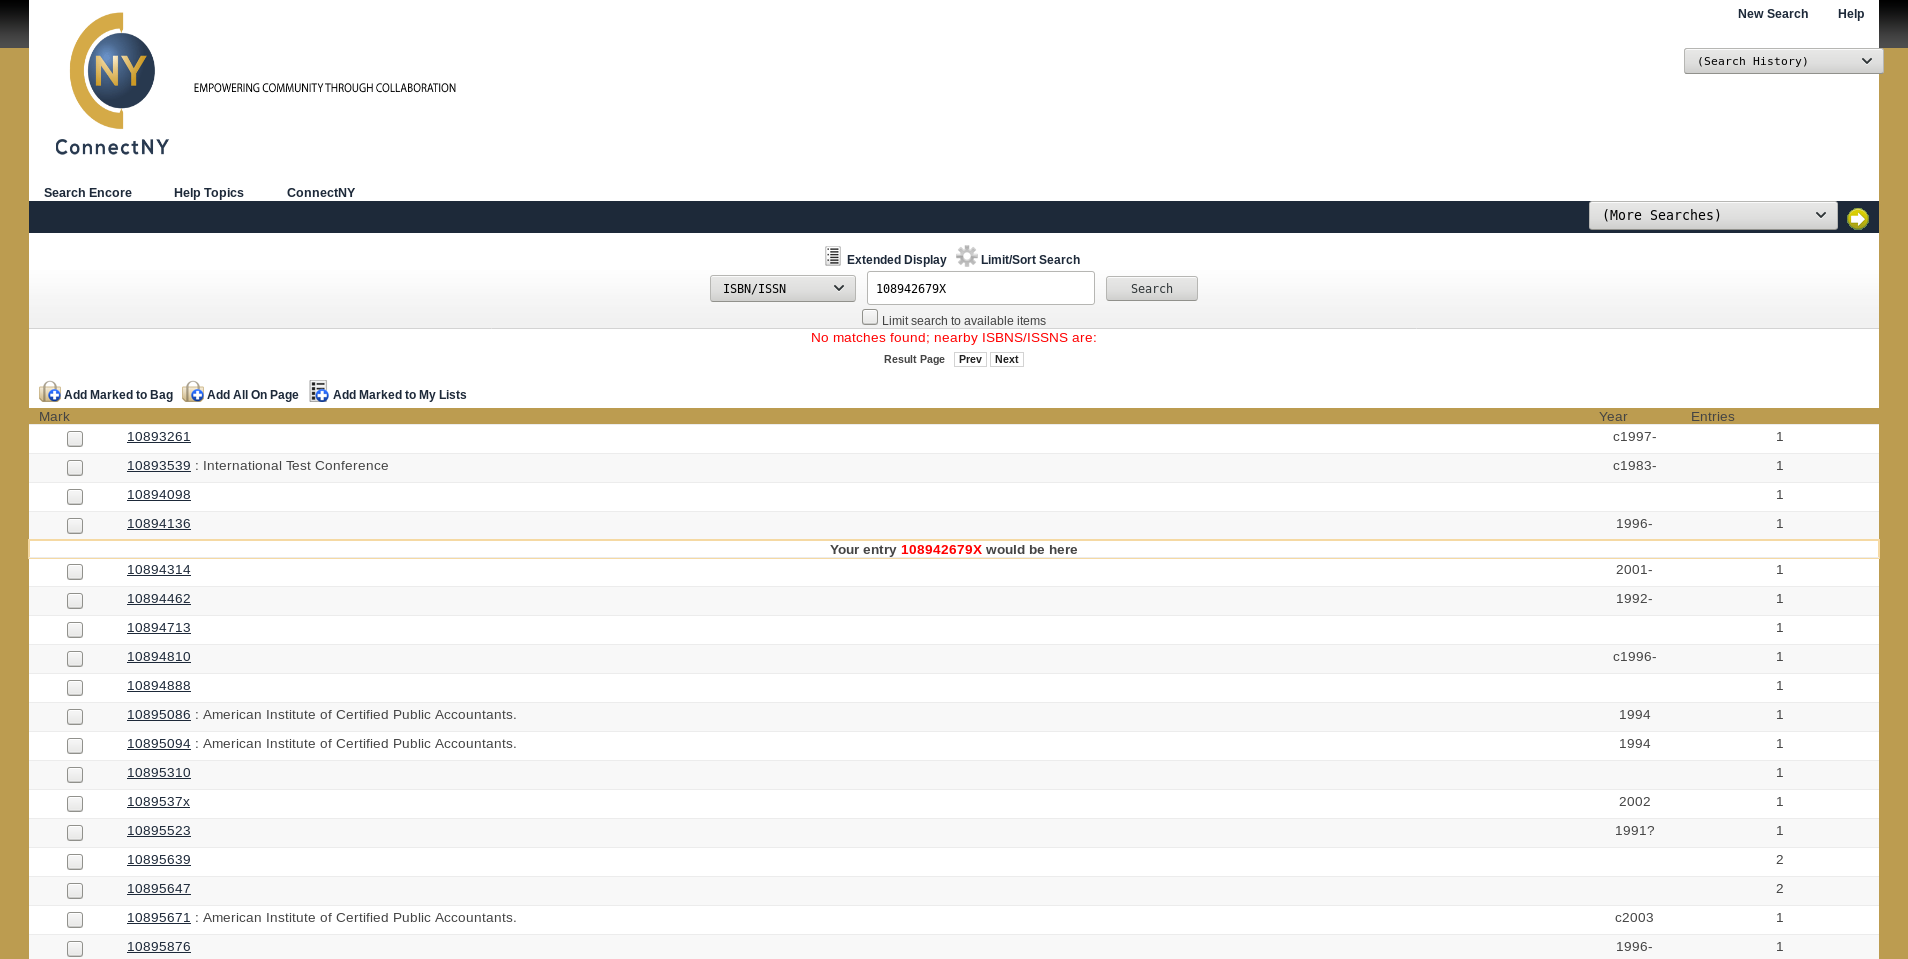 New Search Help
NY
(Search History)
EMPOWERING COMMUNITY THROUGH COLLABORATION
ConnectNY
Search Encore Help Topics ConnectNY
(More Searches)
Extended Display Limit/Sort Search
ISBN/ISSN 108942679X Search
Limit search to available items
No matches found; nearby ISBNS/ISSNS are:
Result Page Prev Next
Add Marked to Bag Add All On Page Add Marked to My Lists
Mark Year Entries
10893261 c1997- 1
10893539 : International Test Conference c1983- 1
10894098 1
10894136 1996- 1
Your entry 108942679X would be here
10894314 2001- 1
10894462 1992- 1
10894713 1
10894810 c1996- 1
10894888 1
10895086 : American Institute of Certified Public Accountants. 1994 1
10895094 : American Institute of Certified Public Accountants. 1994 1
10895310 1
1089537x 2002 1
10895523 1991? 1
10895639 2
10895647 2
10895671 : American Institute of Certified Public Accountants. c2003 1
10895876 1996- 1